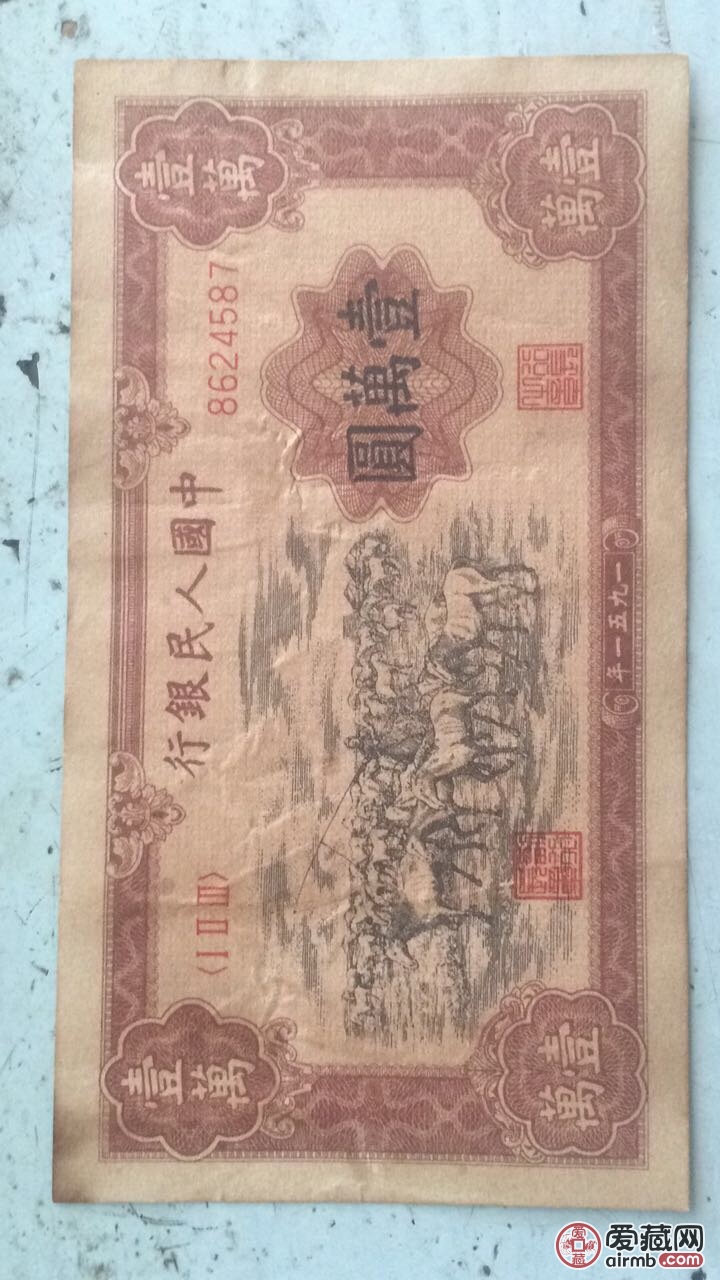 壹萬
壹萬
中國人民銀行
〈I II III〉
8624587
壹萬圓
一九五一年
壹萬
壹萬
爱藏网
airmb.com